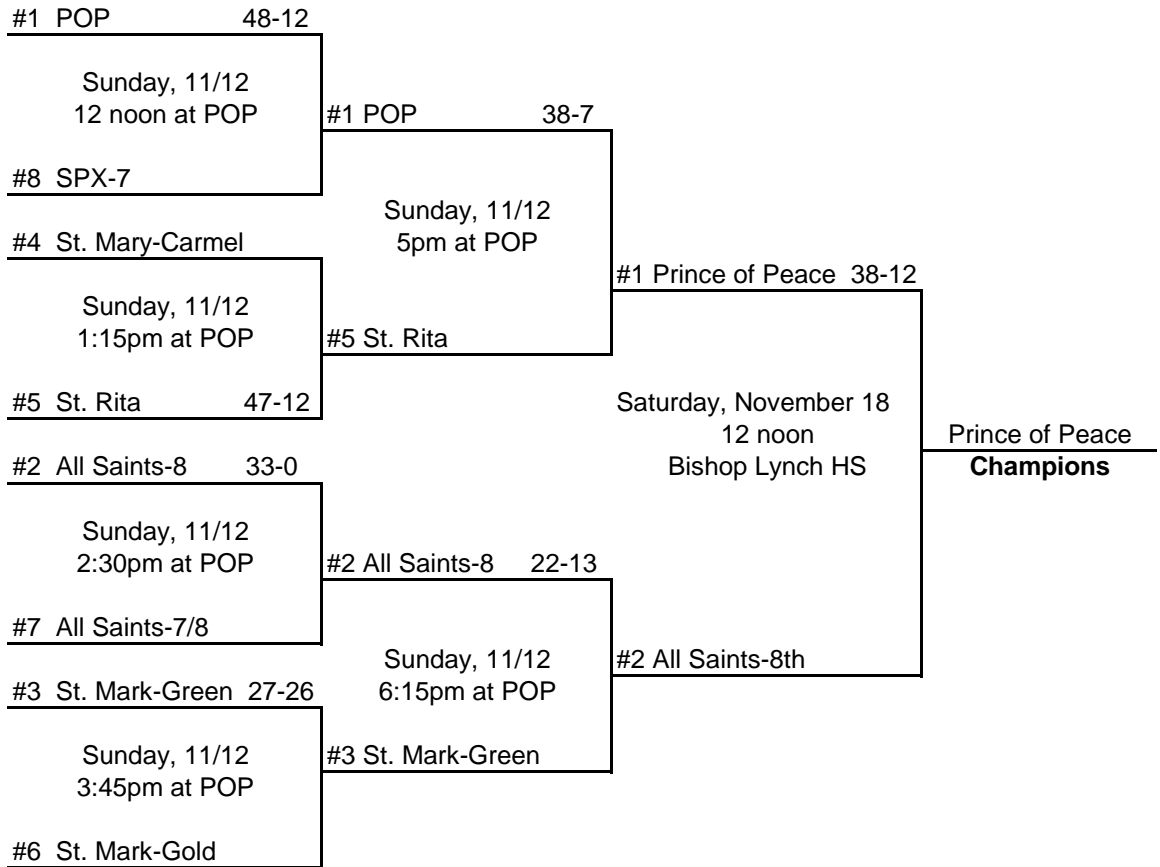 #1 POP 48-12
Sunday, 11/12
12 noon at POP
#1 POP 38-7
#8 SPX-7
Sunday, 11/12
5pm at POP
#4 St. Mary-Carmel
#1 Prince of Peace 38-12
Sunday, 11/12
1:15pm at POP
#5 St. Rita
#5 St. Rita 47-12
Saturday, November 18
12 noon
Bishop Lynch HS
Prince of Peace
Champions
#2 All Saints-8 33-0
Sunday, 11/12
2:30pm at POP
#2 All Saints-8 22-13
#7 All Saints-7/8
Sunday, 11/12
6:15pm at POP
#2 All Saints-8th
#3 St. Mark-Green 27-26
Sunday, 11/12
3:45pm at POP
#3 St. Mark-Green
#6 St. Mark-Gold